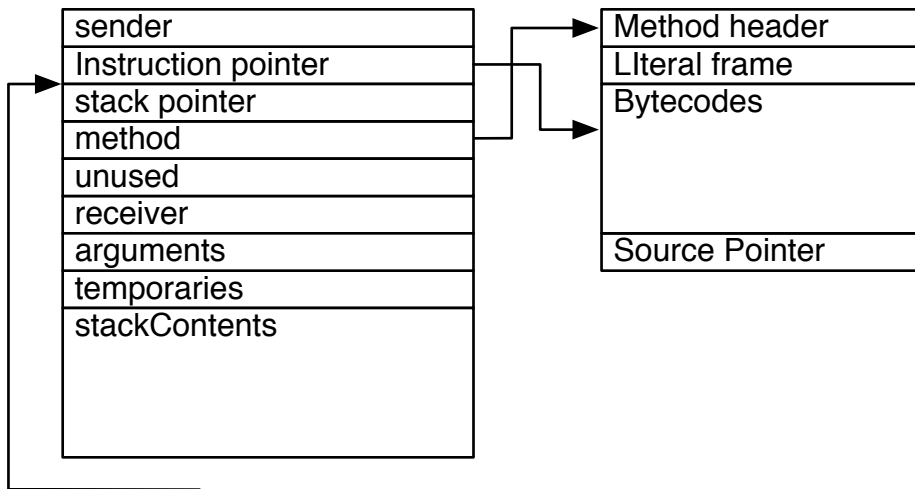 sender
Instruction pointer
stack pointer
method
unused
receiver
arguments
temporaries
stackContents
Method header
LIteral frame
Bytecodes
Source Pointer